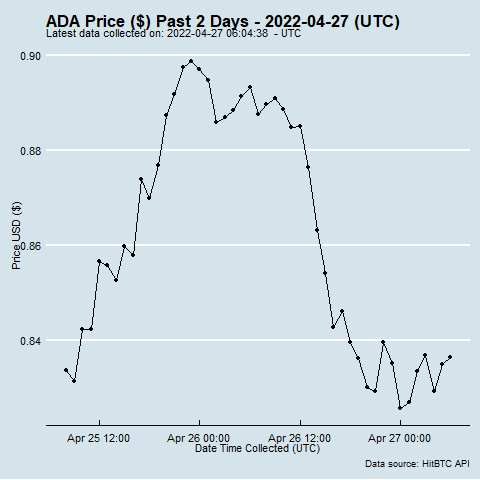 ADA Price ($) Past 2 Days - 2022-04-27 (UTC)
Latest data collected on: 2022-04-27 06:04:38  - UTC
0.90
0.88
0.86
0.84
Price USD ($)
Apr 25 12:00
Apr 26 00:00
Apr 26 12:00
Apr 27 00:00
Date Time Collected (UTC)
Data source: HitBTC API